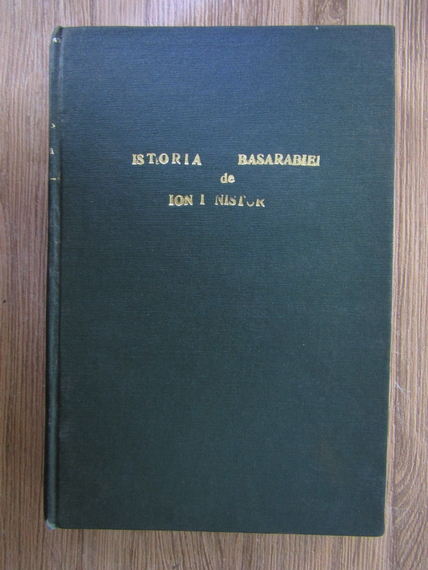 ISTORIA BASARABIEI
de
ION I NISTOR